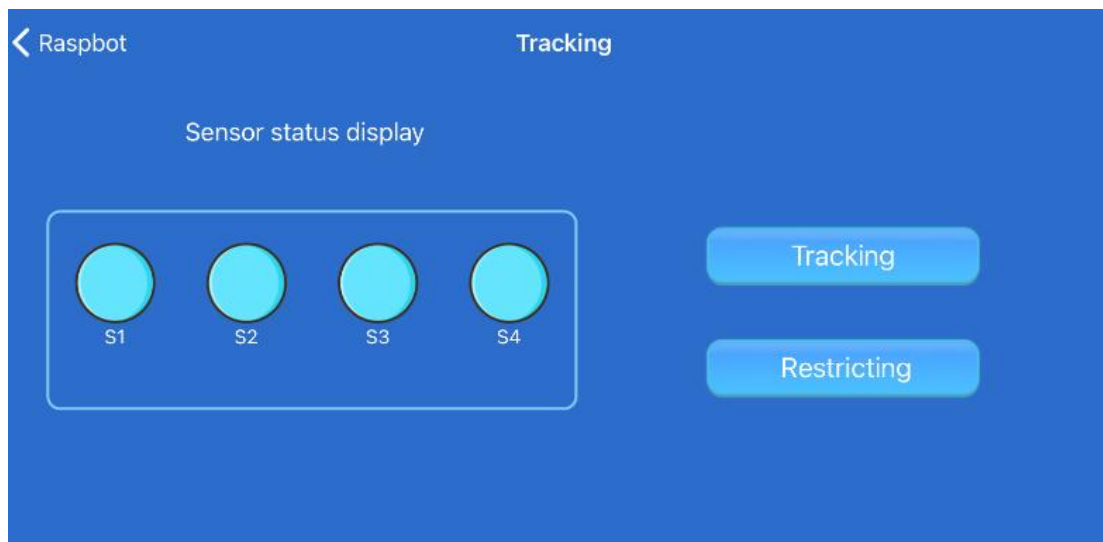 Raspbot
Tracking
Sensor status display
S1 S2 S3 S4
Tracking
Restricting